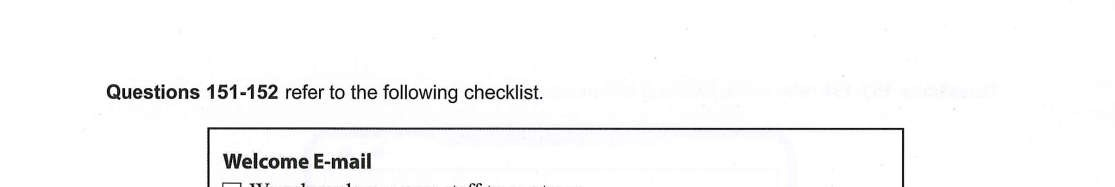 Questions 151-152 refer to the following checklist.
Welcome E-mail